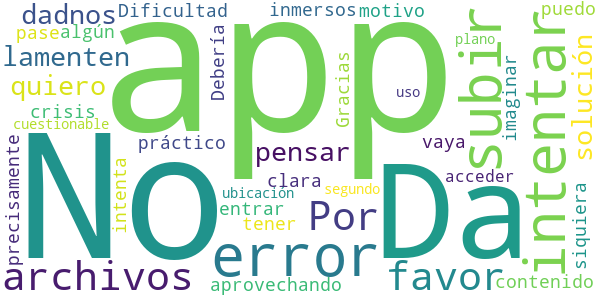 dadnos
Dificultad
inmersos
motivo
puedo
pase
algún
app
Debería
plano
lamenten
Gracias
subir
imaginar
intentar
solución
quiero
uso
crisis
cuestionable
No
práctico
pensar
Da
vaya
precisamente
intenta
clara
acceder
ubicación
segundo
siquiera
entrar
tener
Por
error
archivos
aprovechando
favor
contenido